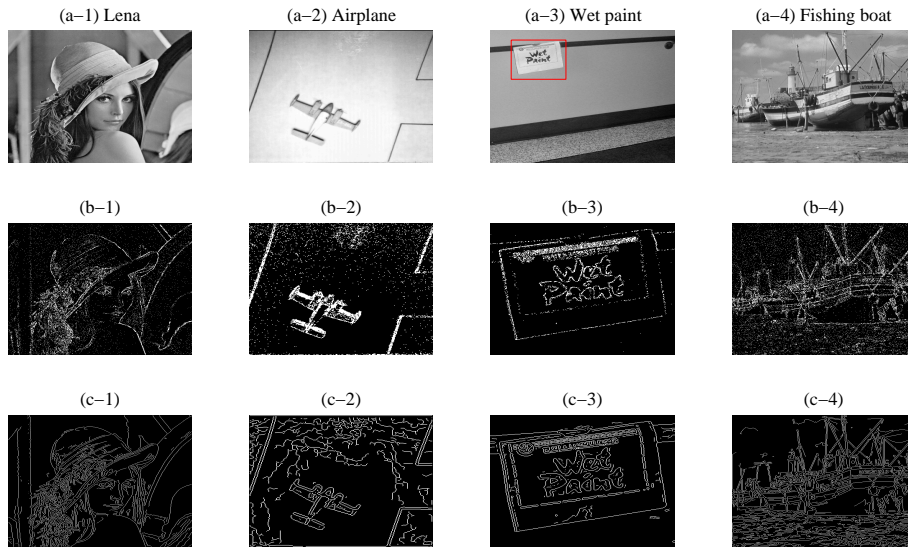 (a−1) Lena
(a−2) Airplane
(a−3) Wet paint
(a−4) Fishing boat
Wet
Paint
(b−1)
(b−2)
(b−3)
(b−4)
Wet
Paint
(c−1)
(c−2)
(c−3)
(c−4)
Wet
Paint